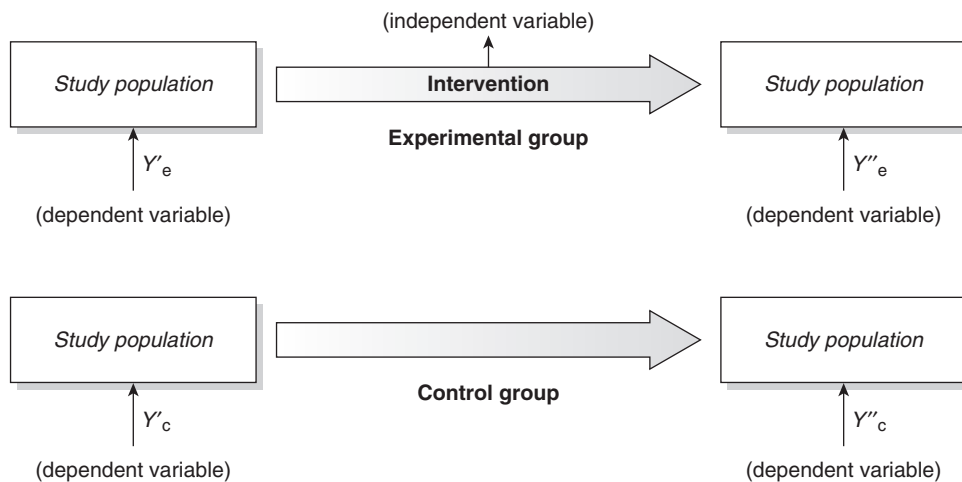 (independent variable)
Study population
Intervention
Study population
Experimental group
Y′e
Y″e
(dependent variable)
(dependent variable)
Study population
Study population
Control group
Y′c
Y″c
(dependent variable)
(dependent variable)